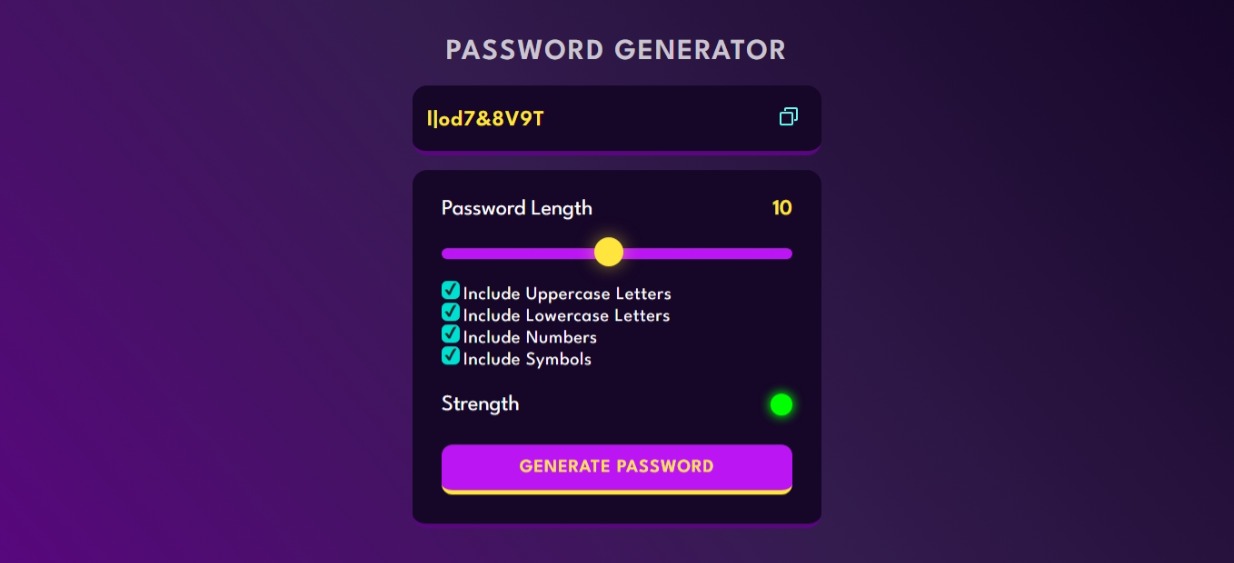 PASSWORD GENERATOR
l|od7&8V9T
Password Length 10
Include Uppercase Letters
Include Lowercase Letters
Include Numbers
Include Symbols
Strength
GENERATE PASSWORD